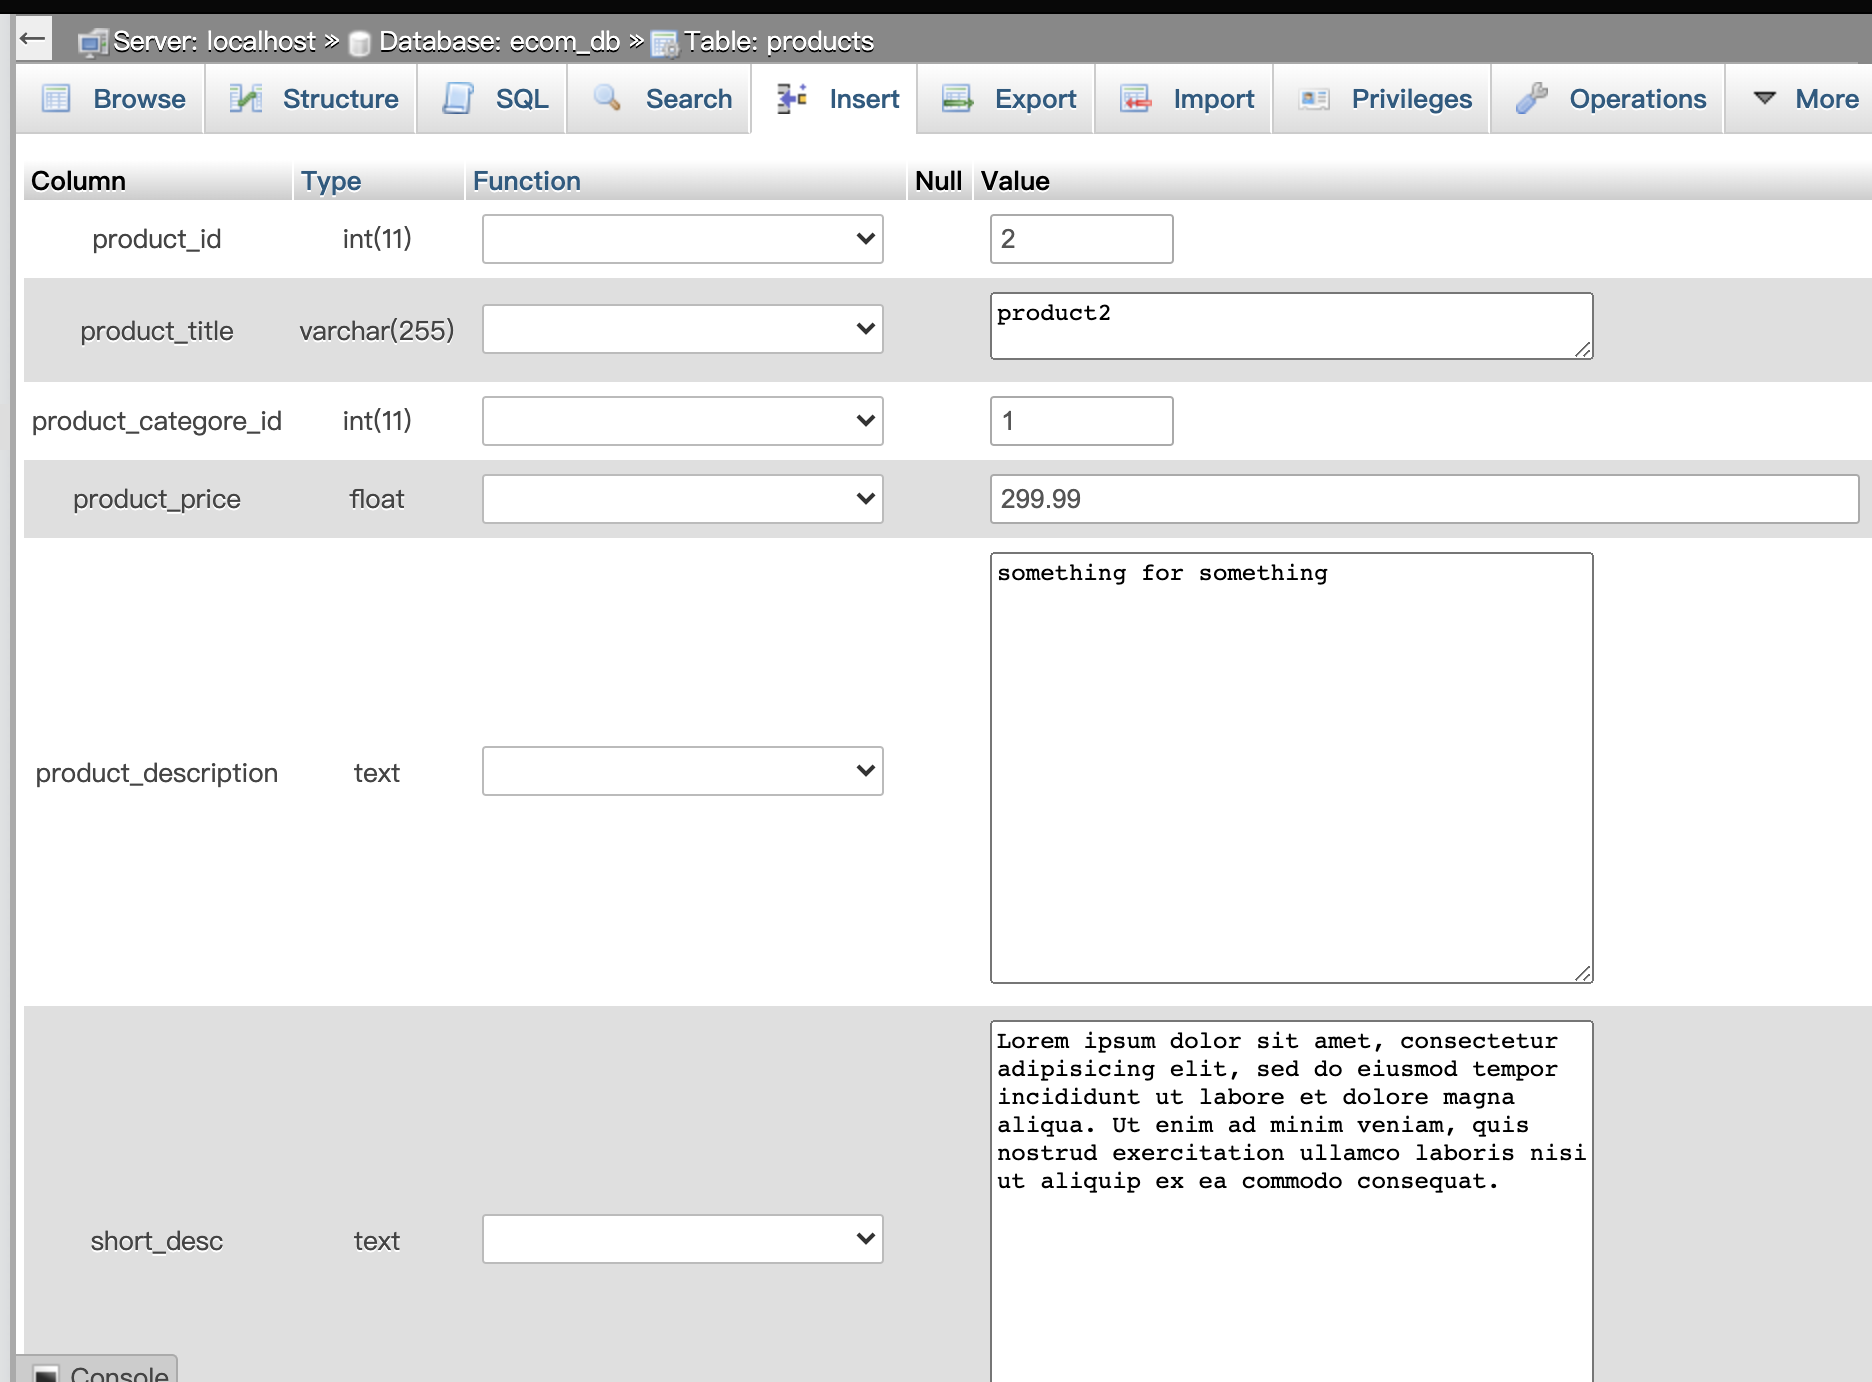 Server: localhost » Database: ecom_db » Table: products
Browse Structure SQL Search Insert Export Import Privileges Operations More
Column Type Function Null Value
product_id int(11) 2
product_title varchar(255) product2
product_categore_id int(11) 1
product_price float 299.99
something for something
product_description text
Lorem ipsum dolor sit amet, consectetur
adipisicing elit, sed do eiusmod tempor
incididunt ut labore et dolore magna
aliqua. Ut enim ad minim veniam, quis
nostrud exercitation ullamco laboris nisi
ut aliquip ex ea commodo consequat.
short_desc text
Console